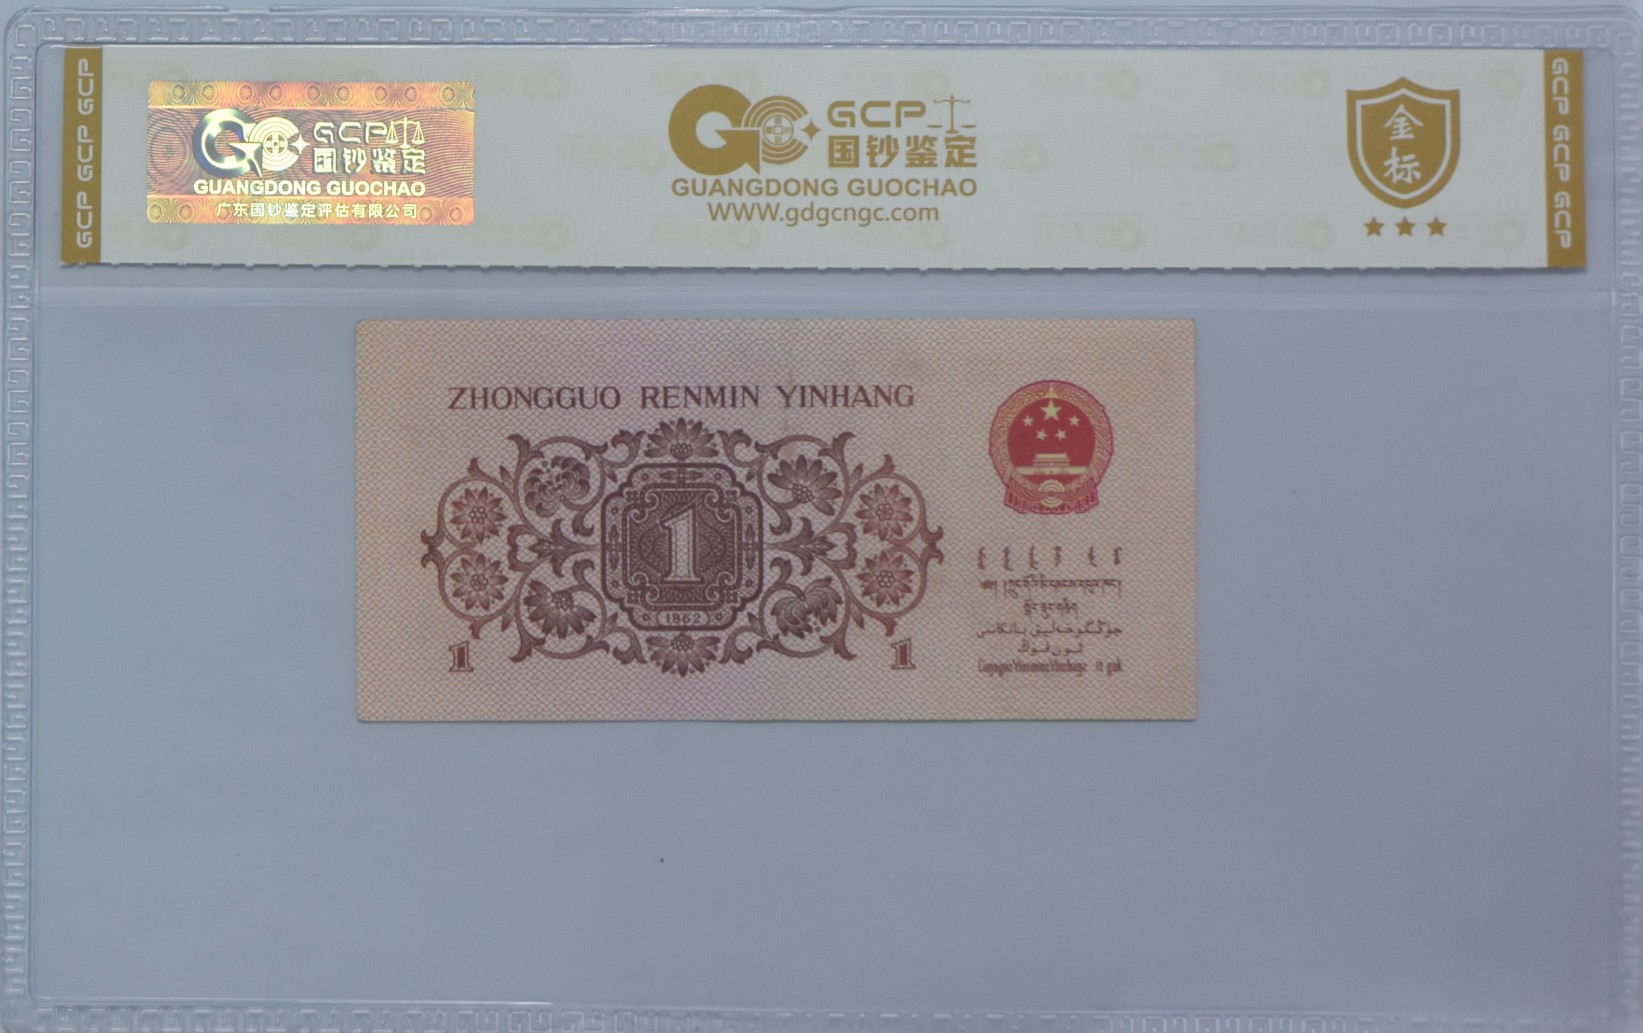 GCP GCP GCP
GCP
国钞鉴定
GUANGDONG GUOCHAO
广东国钞鉴定评估有限公司
GCP
国钞鉴定
GUANGDONG GUOCHAO
WWW.gdgcngc.com
金标
GCP GCP GCP
ZHONGGUO RENMIN YINHANG
1
1962
1
1